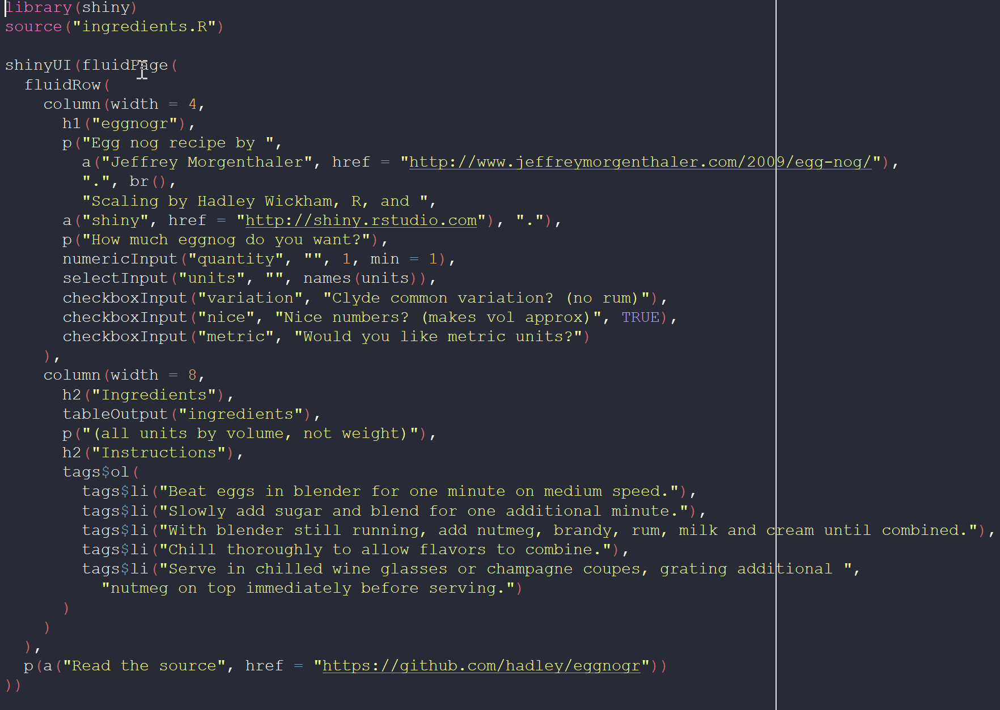 library(shiny)
source("ingredients.R")

shinyUI(fluidPage(
  fluidRow(
    column(width = 4,
      h1("eggnogr"),
      p("Egg nog recipe by ",
        a("Jeffrey Morgenthaler", href = "http://www.jeffreymorgenthaler.com/2009/egg-nog/"),
        ".", br(),
        "Scaling by Hadley Wickham, R, and ",
      a("shiny", href = "http://shiny.rstudio.com"), "."),
      p("How much eggnog do you want?"),
      numericInput("quantity", "", 1, min = 1),
      selectInput("units", "", names(units)),
      checkboxInput("variation", "Clyde common variation? (no rum)"),
      checkboxInput("nice", "Nice numbers? (makes vol approx)", TRUE),
      checkboxInput("metric", "Would you like metric units?")
    ),
    column(width = 8,
      h2("Ingredients"),
      tableOutput("ingredients"),
      p("(all units by volume, not weight)"),
      h2("Instructions"),
      tags$ol(
        tags$li("Beat eggs in blender for one minute on medium speed."),
        tags$li("Slowly add sugar and blend for one additional minute."),
        tags$li("With blender still running, add nutmeg, brandy, rum, milk and cream until combined."),
        tags$li("Chill thoroughly to allow flavors to combine."),
        tags$li("Serve in chilled wine glasses or champagne coupes, grating additional ",
          "nutmeg on top immediately before serving.")
      )
    )
  ),
  p(a("Read the source", href = "https://github.com/hadley/eggnogr"))
))